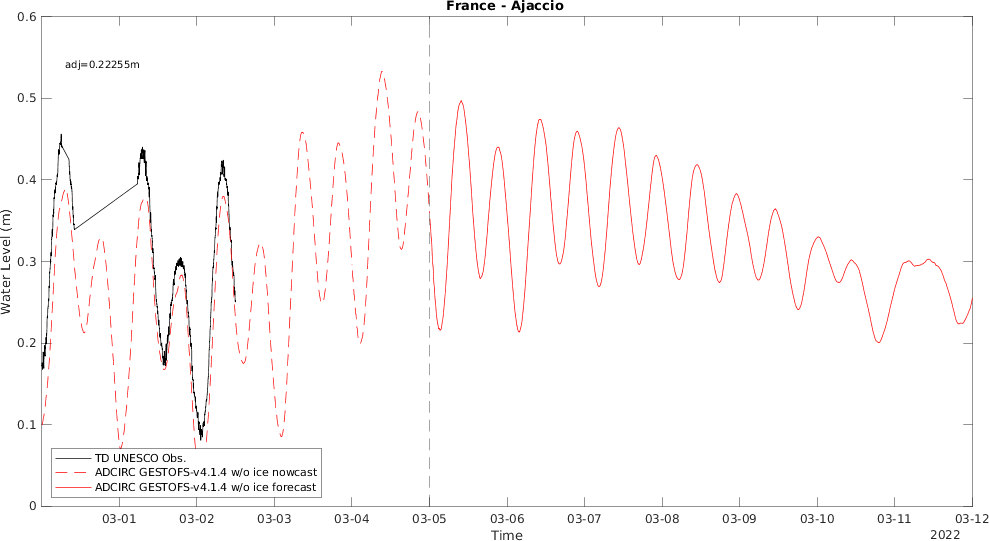 France - Ajaccio
0.6
0.5
0.4
0.3
0.2
0.1
0
Water Level (m)
adj=0.22255m
TD UNESCO Obs.
ADCIRC GESTOFS-v4.1.4 w/o ice nowcast
ADCIRC GESTOFS-v4.1.4 w/o ice forecast
03-01 03-02 03-03 03-04 03-05 03-06 03-07 03-08 03-09 03-10 03-11 03-12
Time
2022